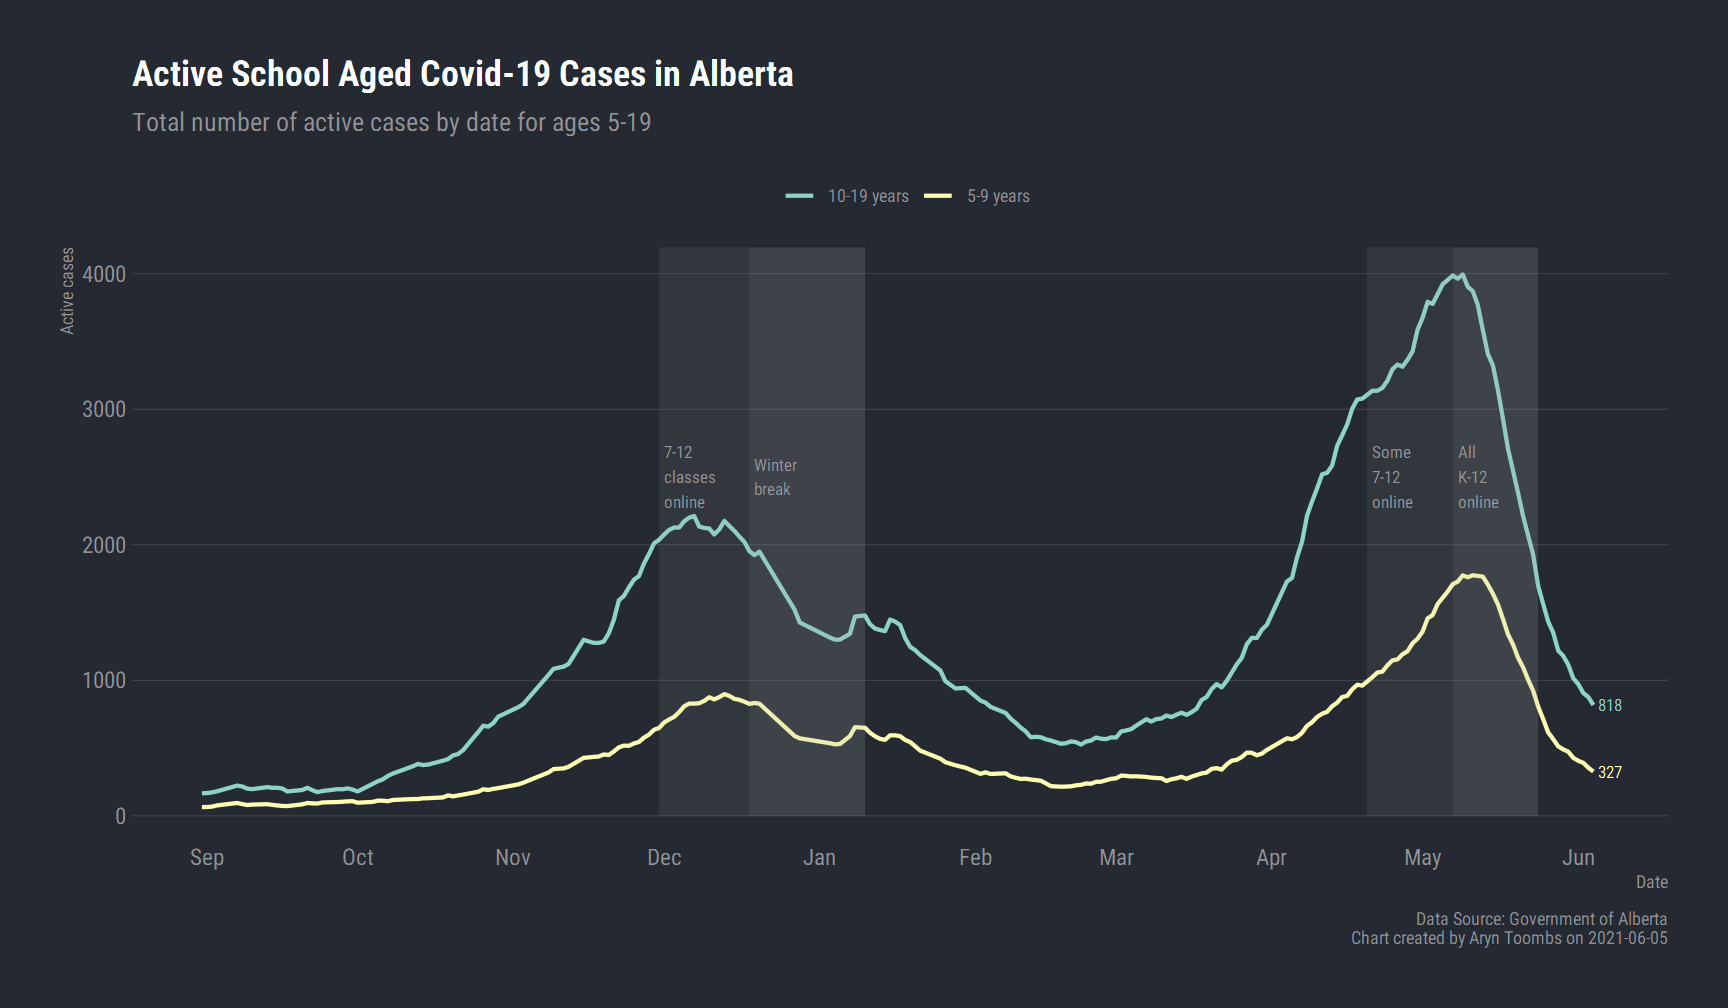 Active School Aged Covid-19 Cases in Alberta
Total number of active cases by date for ages 5-19
10-19 years
5-9 years
Active cases
4000
3000
2000
1000
0
7-12
classes
online
Winter
break
Some
7-12
online
All
K-12
online
818
327
Sep
Oct
Nov
Dec
Jan
Feb
Mar
Apr
May
Jun
Date
Data Source: Government of Alberta
Chart created by Aryn Toombs on 2021-06-05